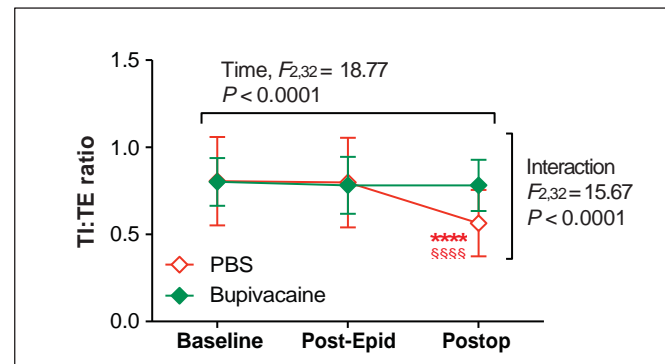 1.5
Time, F2,32 = 18.77
P < 0.0001
1.0
Interaction
F2,32 = 15.67
P < 0.0001
TI:TE ratio
0.5
****
§§§§
PBS
Bupivacaine
0.0
Baseline Post-Epid Postop